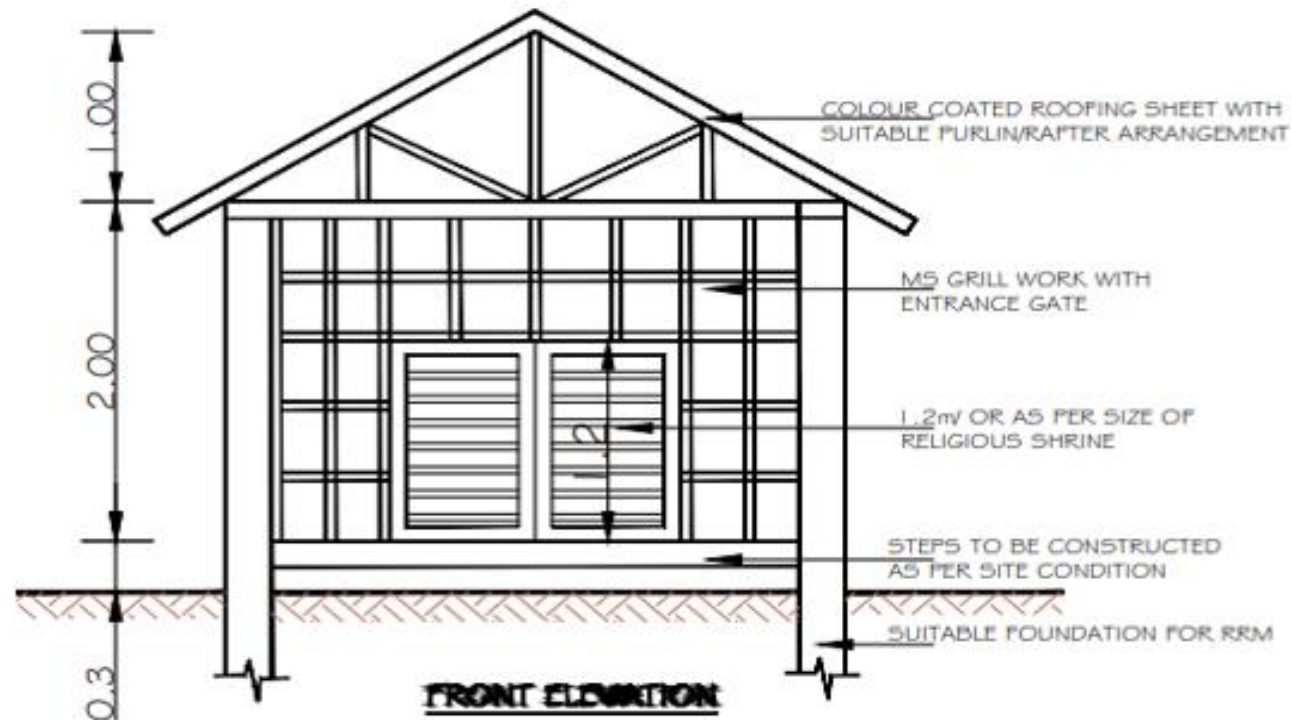 1.00
COLOUR COATED ROOFING SHEET WITH
SUITABLE PURLIN/RAFTER ARRANGEMENT
MS GRILL WORK WITH
ENTRANCE GATE
2.00
1.2m/ OR AS PER SIZE OF
RELIGIOUS SHRINE
1.2
STEPS TO BE CONSTRUCTED
AS PER SITE CONDITION
SUITABLE FOUNDATION FOR RRM
0.3
FRONT ELEVATION